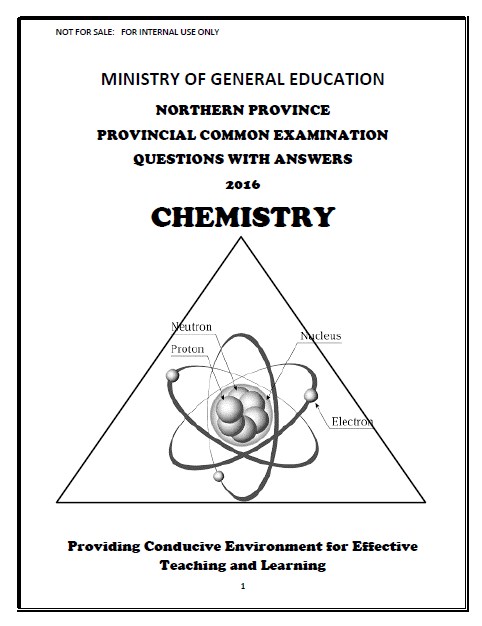 NOT FOR SALE:   FOR INTERNAL USE ONLY
MINISTRY OF GENERAL EDUCATION
NORTHERN PROVINCE
PROVINCIAL COMMON EXAMINATION
QUESTIONS WITH ANSWERS
2016
CHEMISTRY
Neutron
Nucleus
Proton
Electron
Providing Conducive Environment for Effective
Teaching and Learning
1